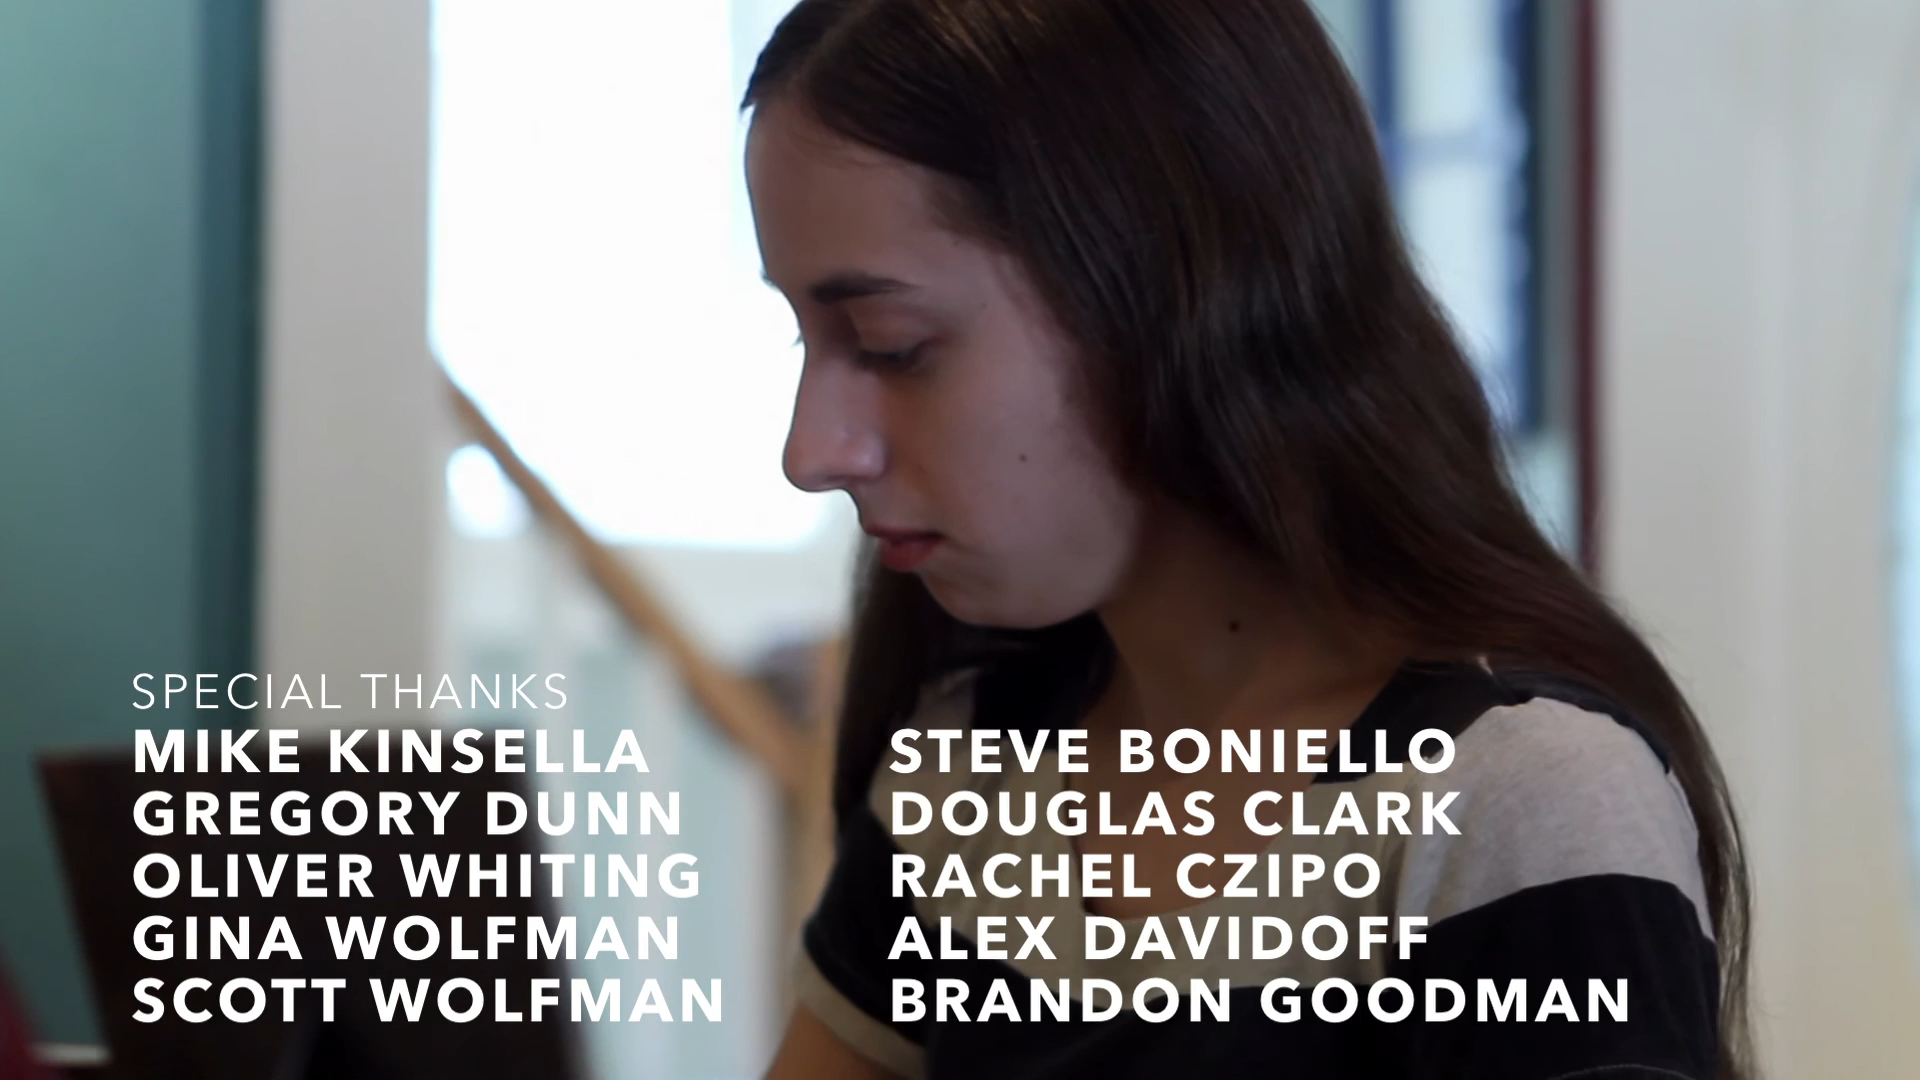 SPECIAL THANKS
MIKE KINSELLA
GREGORY DUNN
OLIVER WHITING
GINA WOLFMAN
SCOTT WOLFMAN
STEVE BONIELLO
DOUGLAS CLARK
RACHEL CZIPO
ALEX DAVIDOFF
BRANDON GOODMAN